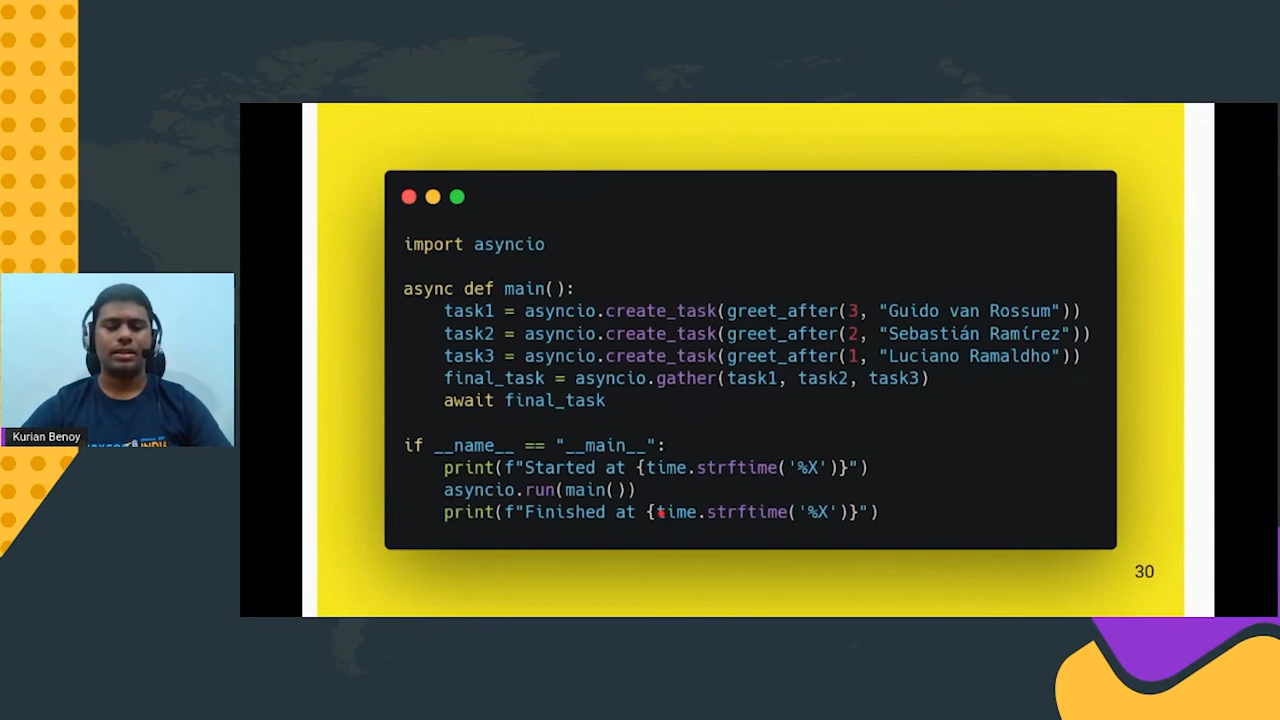 import asyncio
async def main():
task1 = asyncio.create_task(greet_after(3, "Guido van Rossum"))
task2 = asyncio.create_task(greet_after(2, "Sebastián Ramírez"))
task3 = asyncio.create_task(greet_after(1, "Luciano Ramaldho"))
final_task = asyncio.gather(task1, task2, task3)
await final_task
if __name__ == "__main__":
print(f"Started at {time.strftime('%X')}")
asyncio.run(main())
print(f"Finished at {time.strftime('%X')}")
30
Kurian Benoy